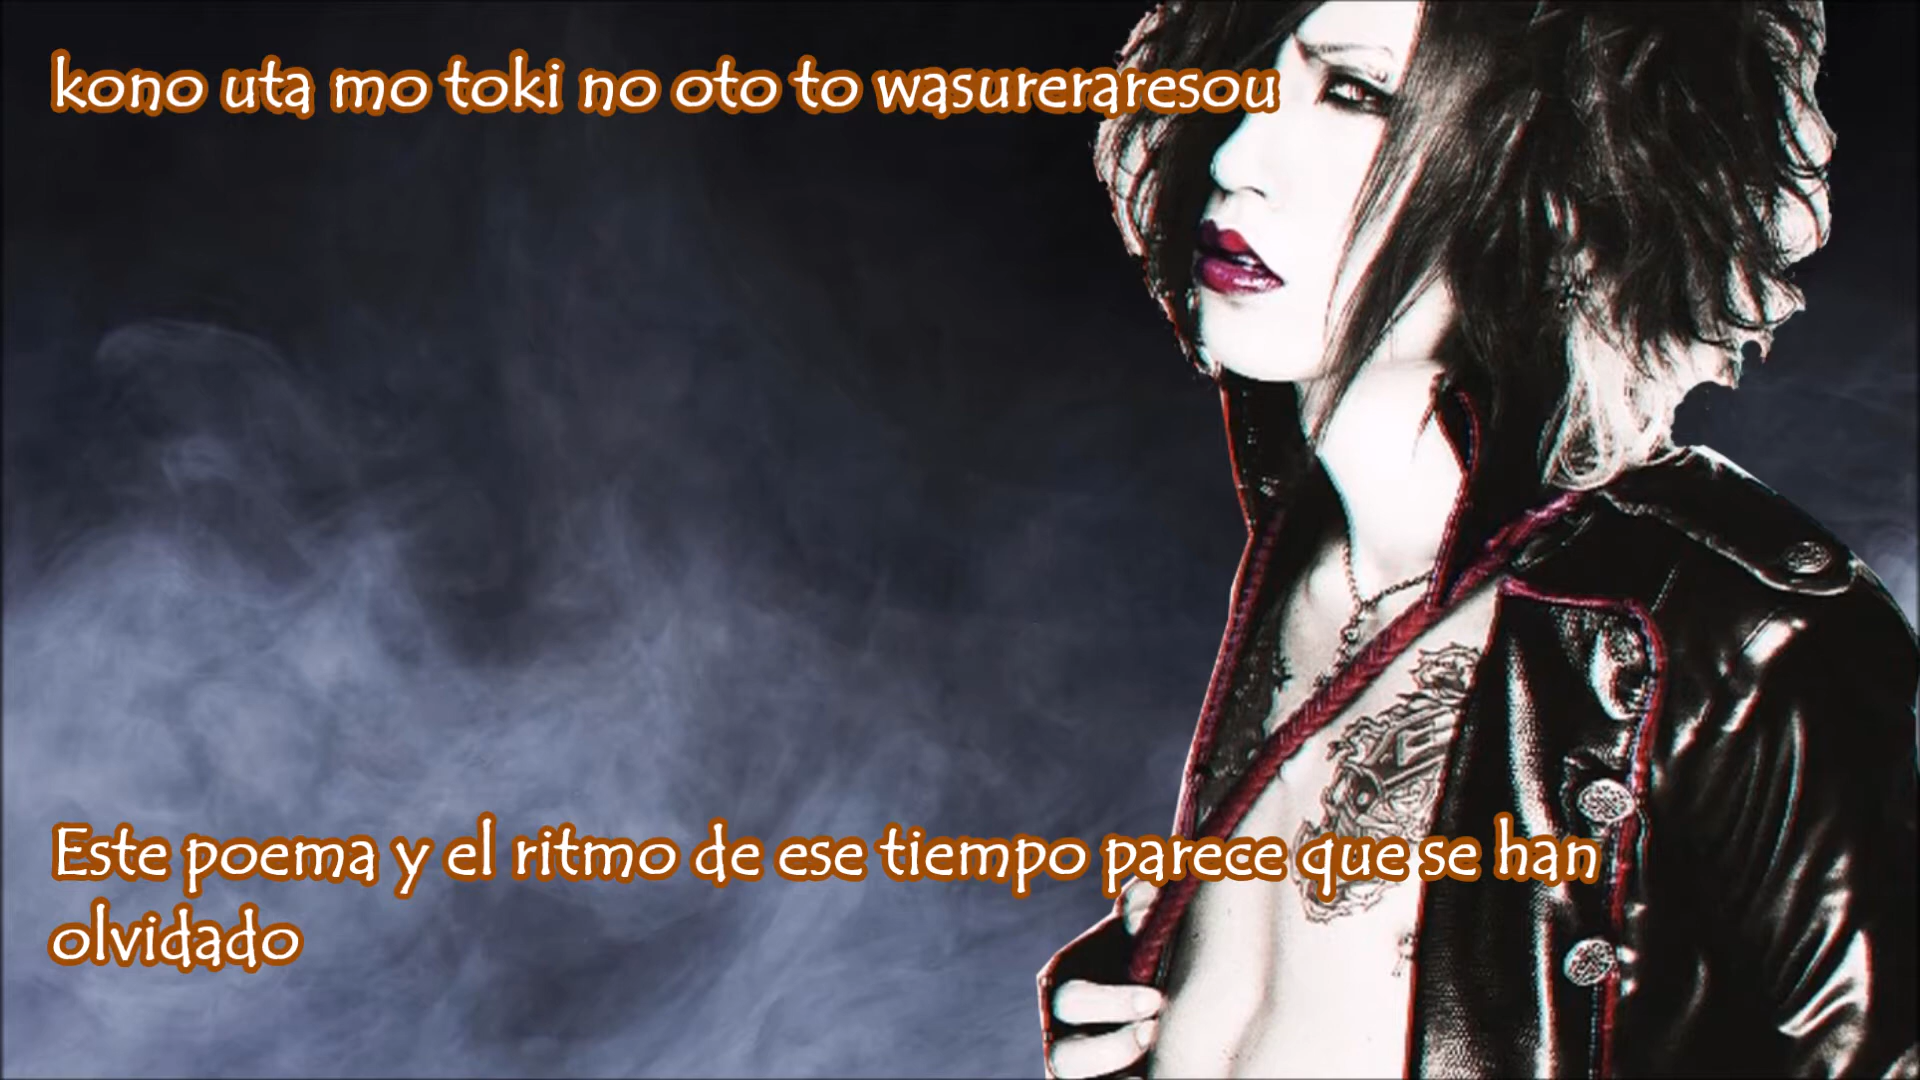 kono uta mo toki no oto to wasureraresou
Este poema y el ritmo de ese tiempo parece que se han
olvidado